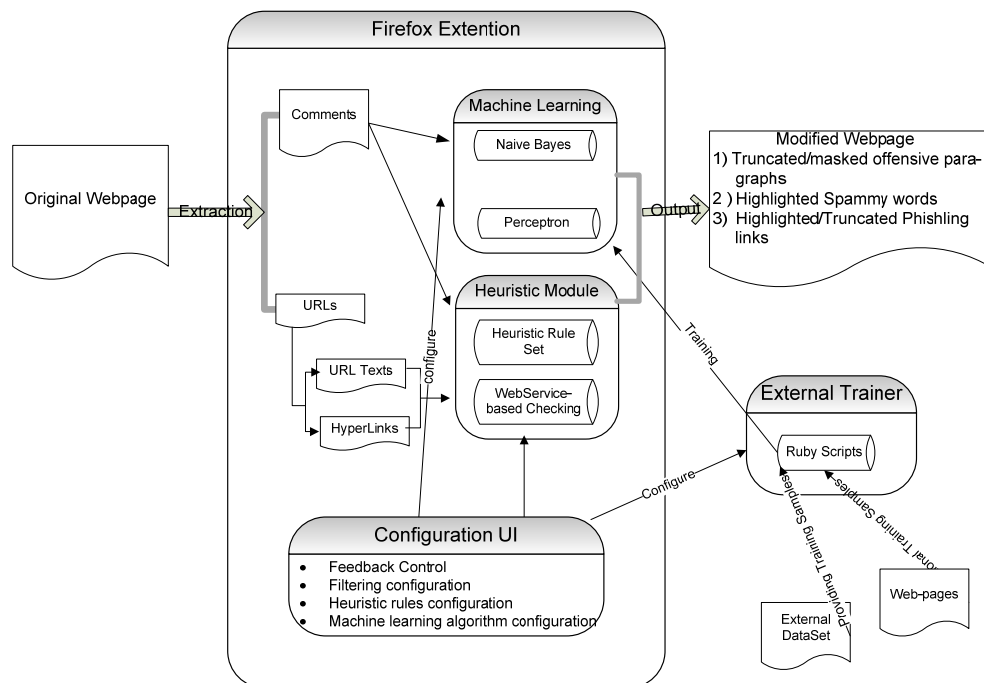 Firefox Extention
Original Webpage
Extraction
Comments
URLs
URL Texts
HyperLinks
Machine Learning
Naive Bayes
Perceptron
Heuristic Module
Heuristic Rule
Set
WebService-
based Checking
configure
Output
Modified Webpage
1) Truncated/masked offensive para-
graphs
2) Highlighted Spammy words
3) Highlighted/Truncated Phishling
links
Training
External Trainer
Ruby Scripts
Configure
Configuration UI
• Feedback Control
• Filtering configuration
• Heuristic rules configuration
• Machine learning algorithm configuration
Providing Training Samples
Training Samples
Web-pages
External
DataSet